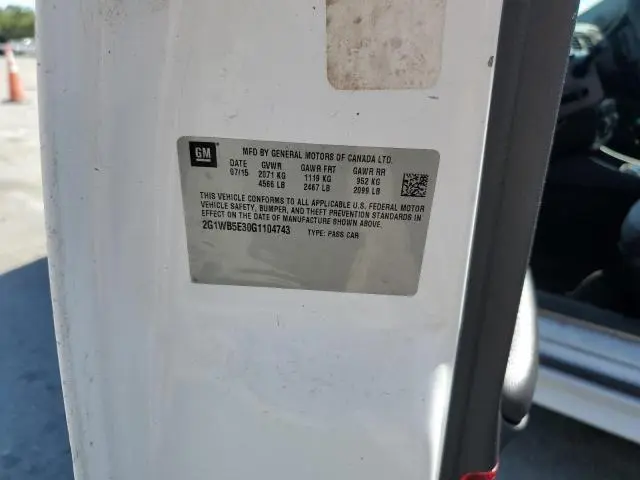 GM
MFD BY GENERAL MOTORS OF CANADA LTD.
DATE GVWR GAWR FRT GAWR RR
07/15 2071 KG 1119 KG 952 KG
4566 LB 2467 LB 2099 LB
THIS VEHICLE CONFORMS TO ALL APPLICABLE U.S. FEDERAL MOTOR
VEHICLE SAFETY, BUMPER, AND THEFT PREVENTION STANDARDS IN
EFFECT ON THE DATE OF MANUFACTURE SHOWN ABOVE.
2G1WB5E30G1104743 TYPE: PASS CAR